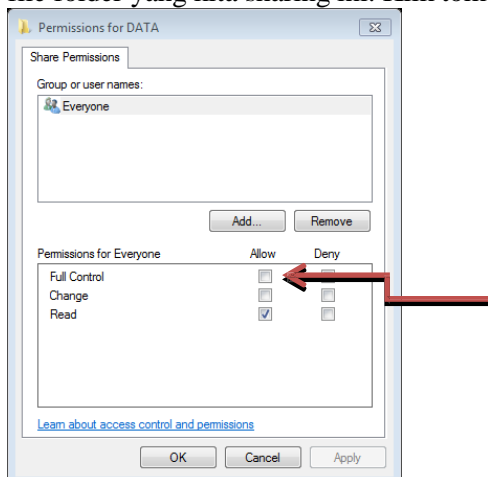 Permissions for DATA
Share Permissions
Group or user names:
Everyone
Add... Remove
Permissions for Everyone Allow Deny
Full Control
Change
Read
Learn about access control and permissions
OK Cancel Apply